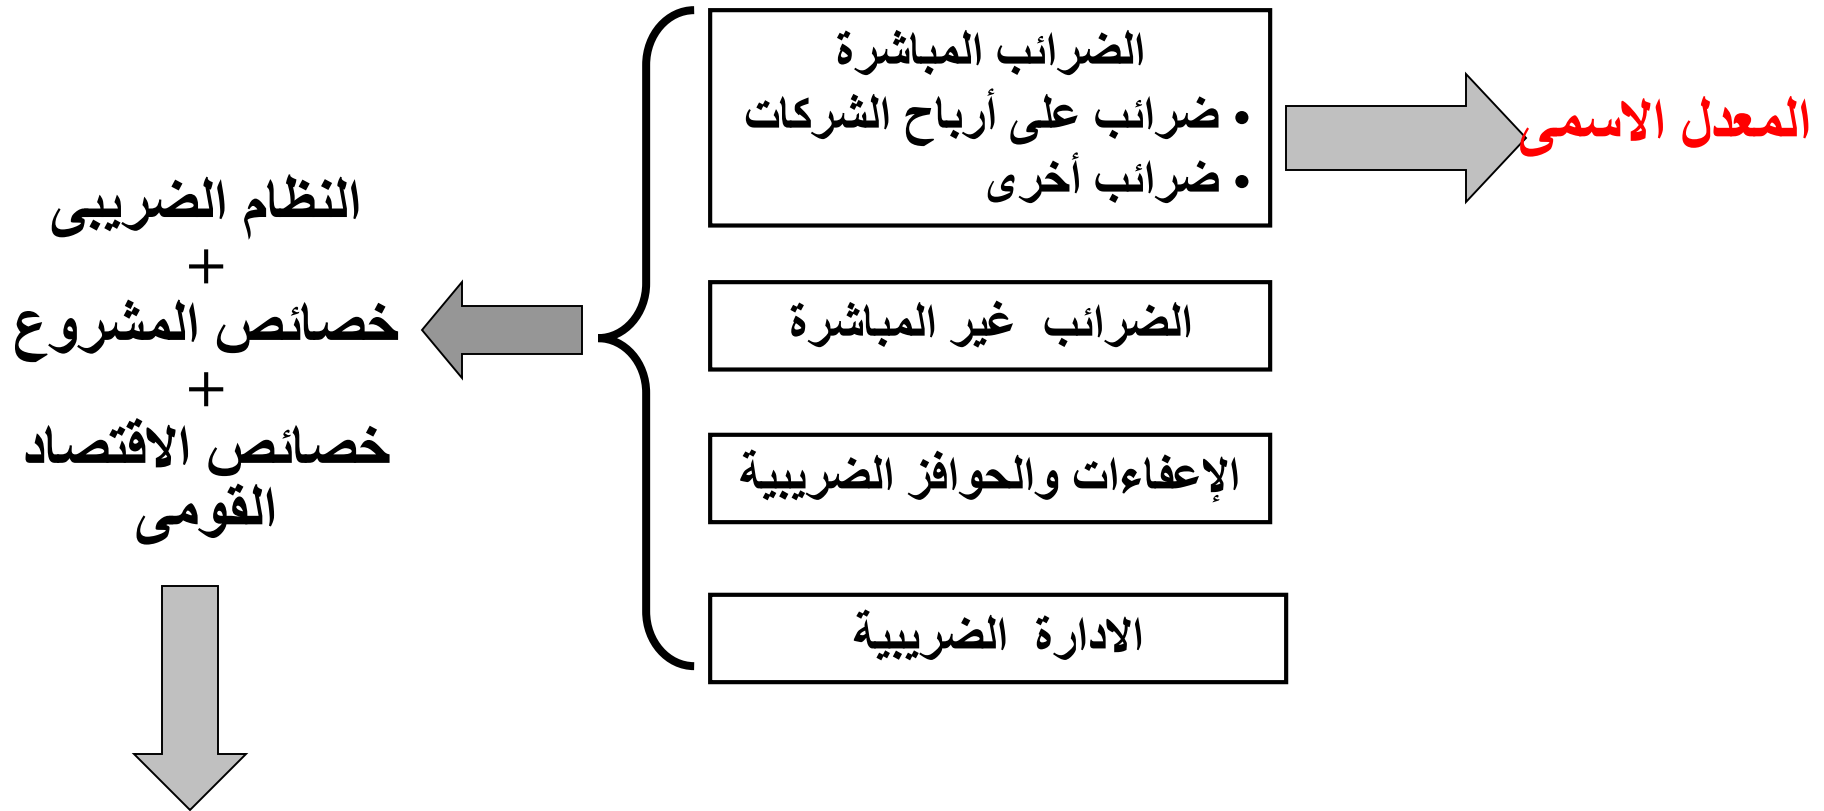 الضرائب المباشرة
• ضرائب على أرباح الشركات
• ضرائب أخرى
المعدل الاسمى
الضرائب غير المباشرة
الإعفاءات والحوافز الضريبية
الادارة الضريبية
النظام الضريبى
+
خصائص المشروع
+
خصائص الاقتصاد
القومى